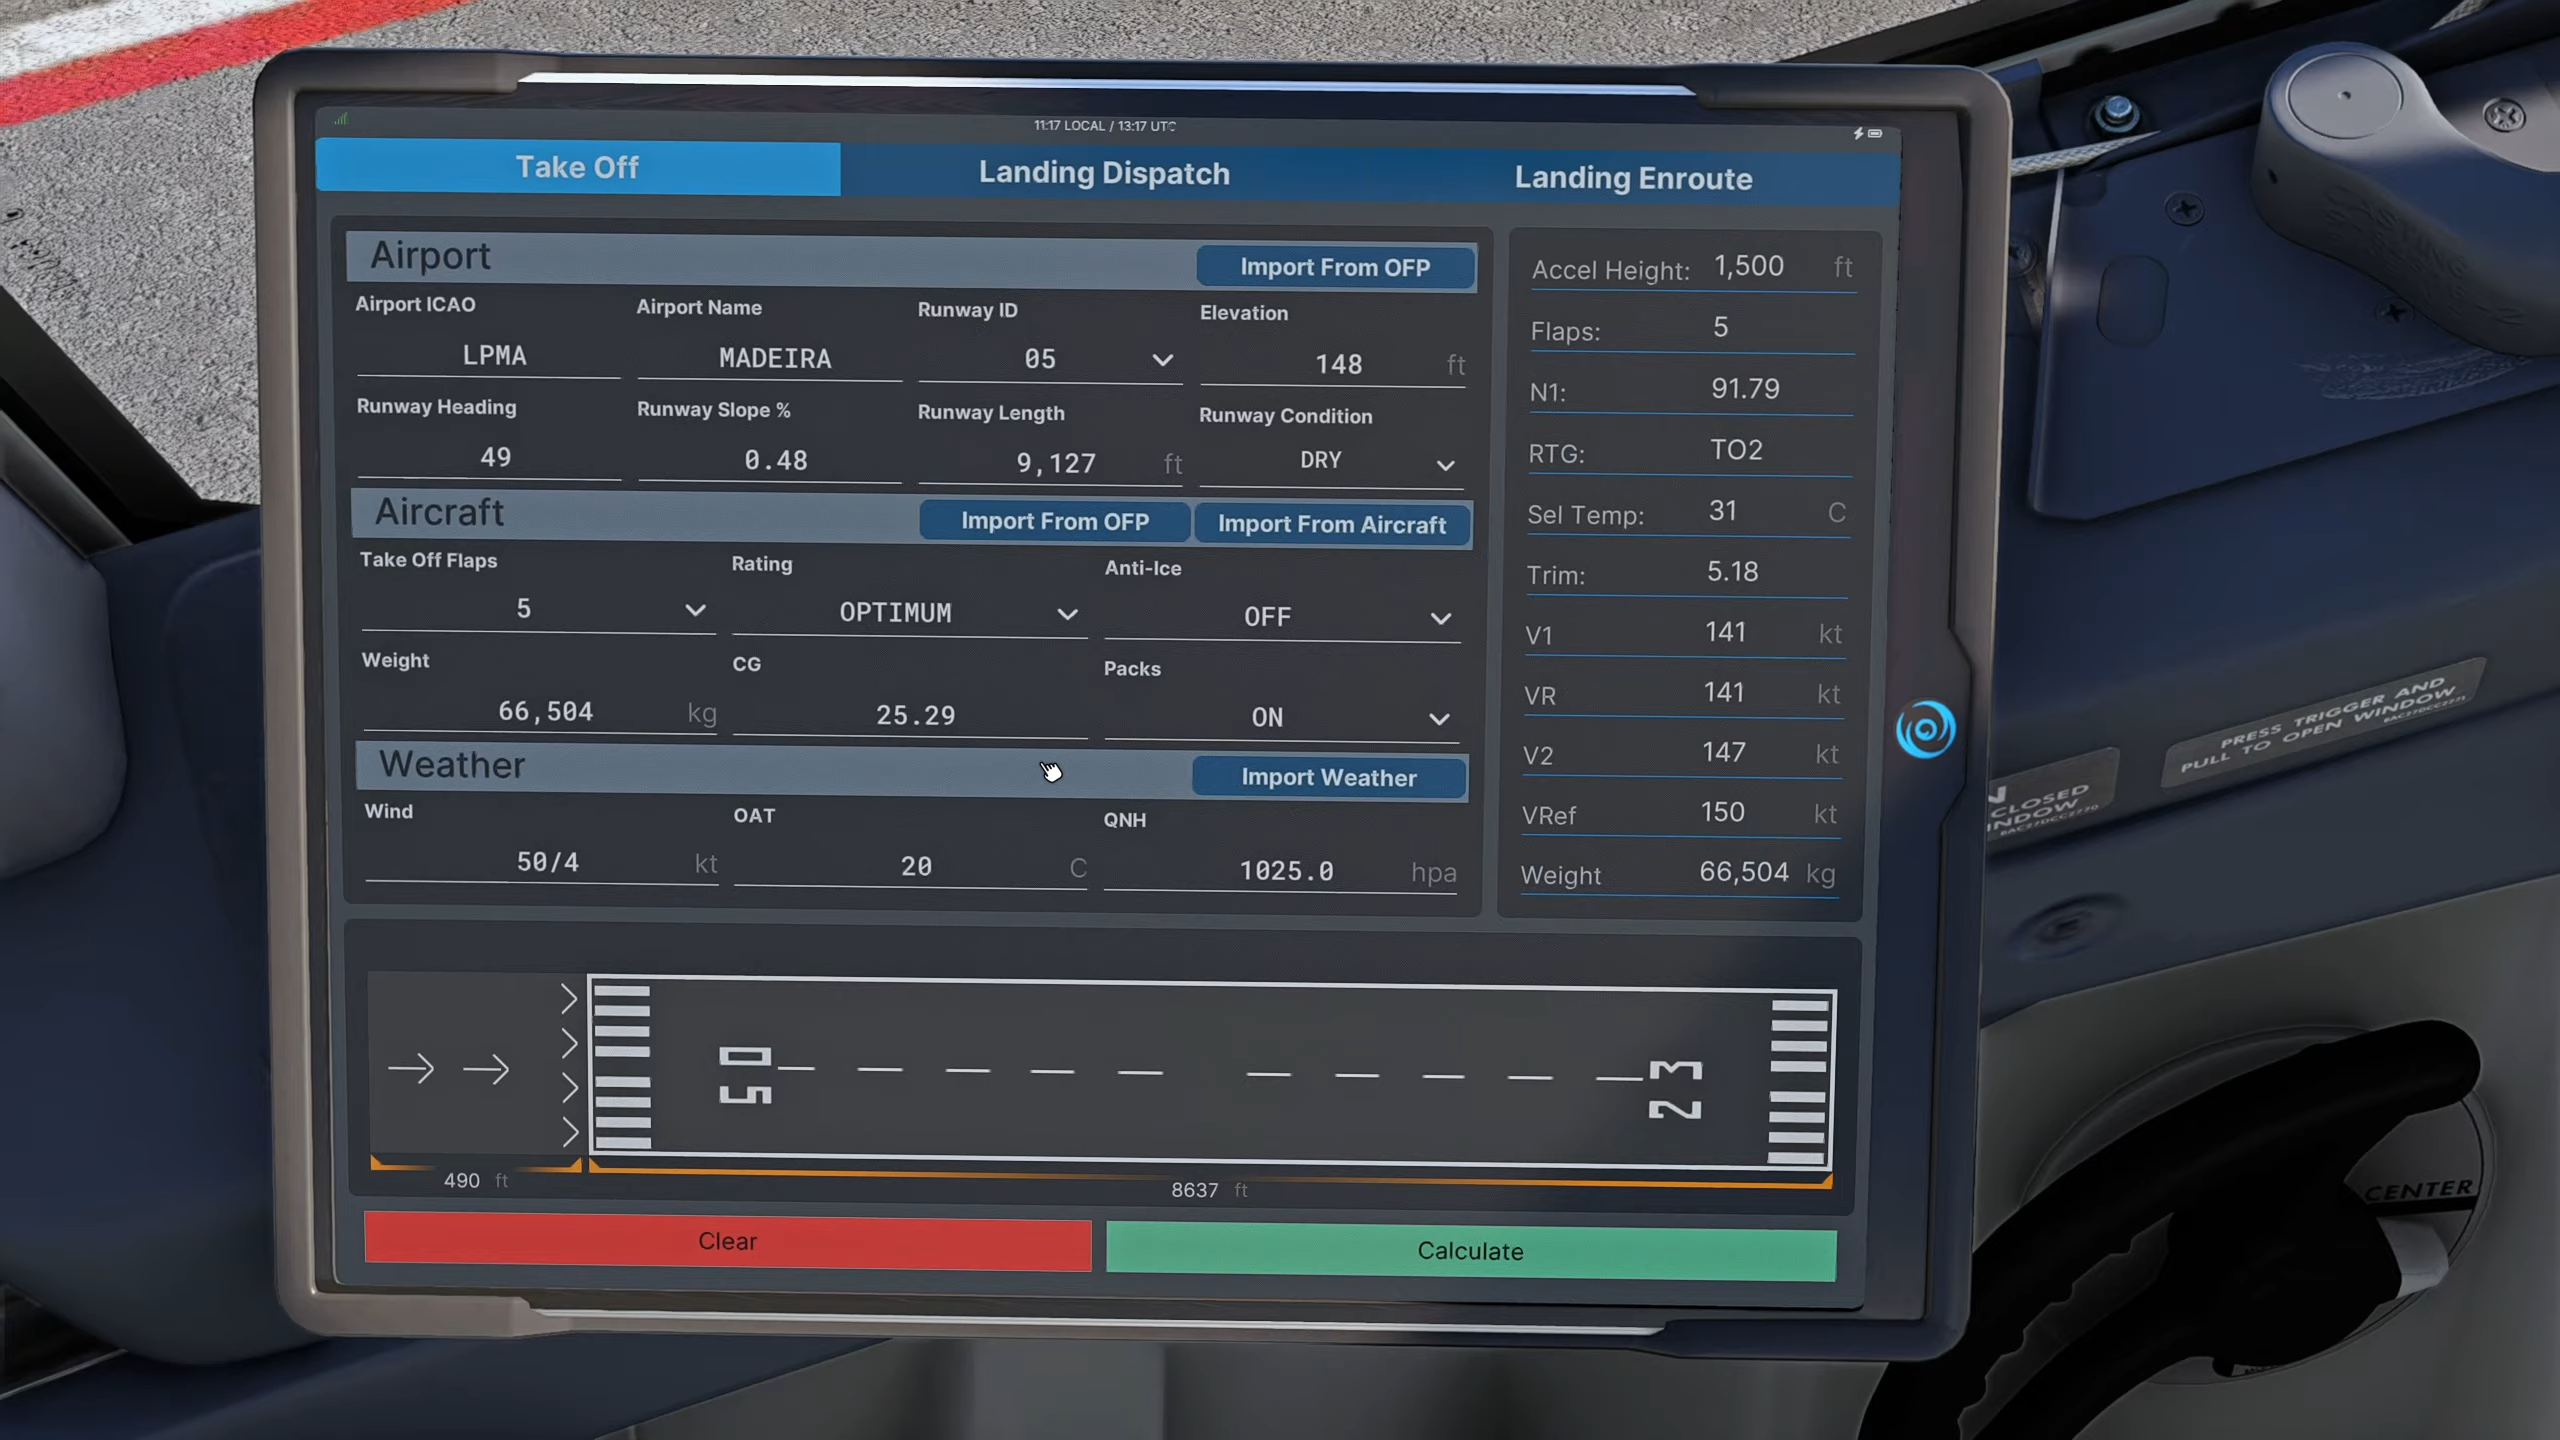 11:17 LOCAL / 13:17 UTC
Take Off
Landing Dispatch
Landing Enroute
Airport
Import From OFP
Airport ICAO
Airport Name
Runway ID
Elevation
LPMA
MADEIRA
05
148 ft
Runway Heading
Runway Slope %
Runway Length
Runway Condition
49
0.48
9,127 ft
DRY
Aircraft
Import From OFP
Import From Aircraft
Take Off Flaps
Rating
Anti-Ice
5
OPTIMUM
OFF
Weight
CG
Packs
66,504 kg
25.29
ON
Weather
Import Weather
Wind
OAT
QNH
50/4 kt
20 C
1025.0 hpa
Accel Height: 1,500 ft
Flaps: 5
N1: 91.79
RTG: TO2
Sel Temp: 31 C
Trim: 5.18
V1 141 kt
VR 141 kt
V2 147 kt
VRef 150 kt
Weight 66,504 kg
05
23
490 ft
8637 ft
Clear
Calculate
PRESS TRIGGER AND
PULL TO OPEN WINDOW
CLOSED
CENTER